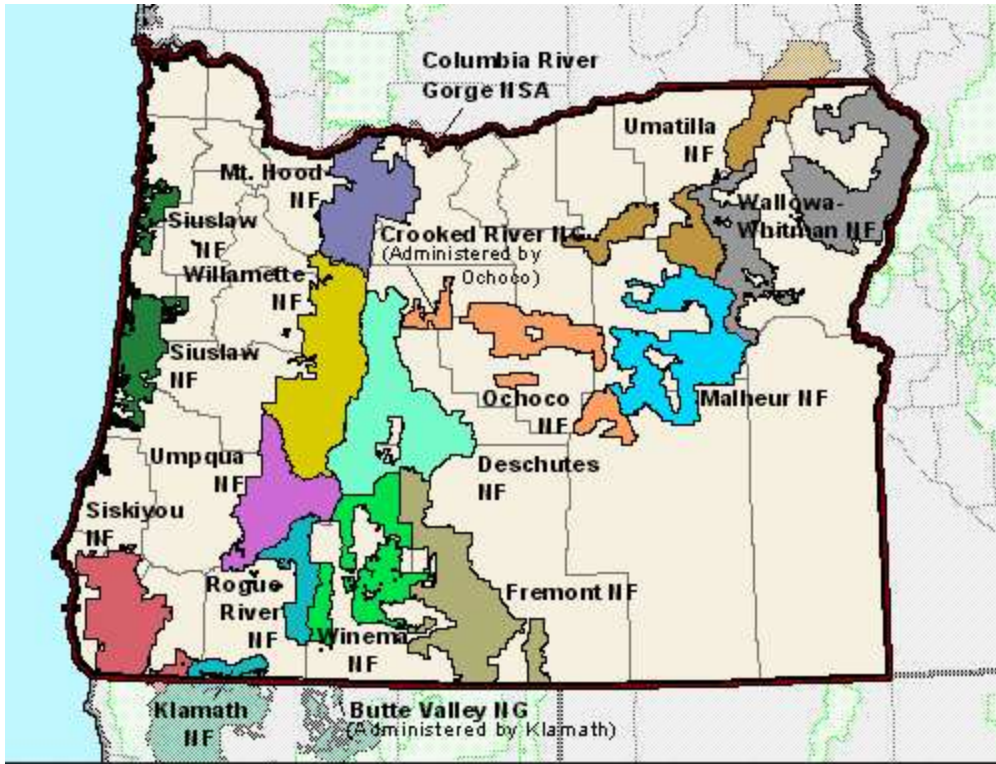 Columbia River
Gorge NSA
Umatilla
NF
Mt. Hood
NF
Wallowa-
Whitman NF
Siuslaw
NF
Crooked River NG
(Administered by
Ochoco)
Willamette
NF
Siuslaw
NF
Ochoco
NF
Malheur NF
Umpqua
NF
Deschutes
NF
Siskiyou
NF
Rogue
River
NF
Fremont NF
Winema
NF
Klamath
NF
Butte Valley NG
(Administered by Klamath)